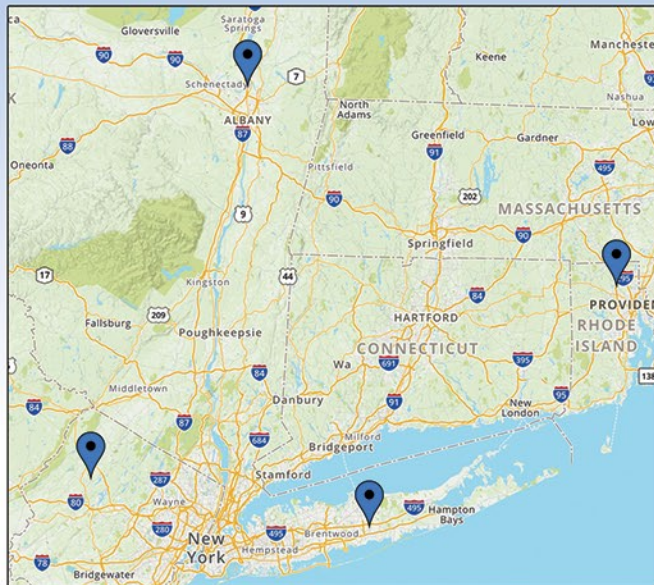 ca
Gloversville
Saratoga
Springs
90
90
Keene
Manchester
Schenectady
7
K
North
Adams
Nashua
ALBANY
87
Greenfield
Gardner
Low
88
91
Oneonta
Pittsfield
495
90
202
9
MASSACHUSETTS
90
Springfield
17
44
Kingston
84
PROVIDEN
209
HARTFORD
RHODE
ISLAND
Fallsburg
Poughkeepsie
CONNECTICUT
Wa
691
395
84
138
Middletown
Danbury
New
London
95
84
91
87
684
Milford
Bridgeport
287
Stamford
80
Wayne
495
Hampton
Bays
280
New
York
495
Brentwood
Hempstead
78
Bridgewater